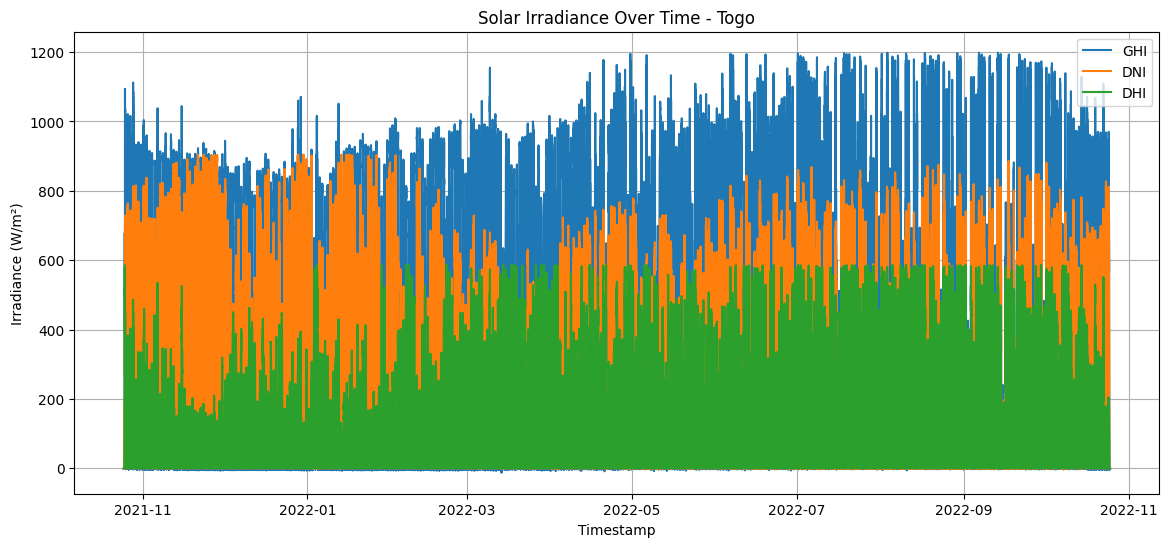 Solar Irradiance Over Time - Togo
GHI
DNI
DHI
Irradiance (W/m²)
1200
1000
800
600
400
200
0
2021-11
2022-01
2022-03
2022-05
2022-07
2022-09
2022-11
Timestamp